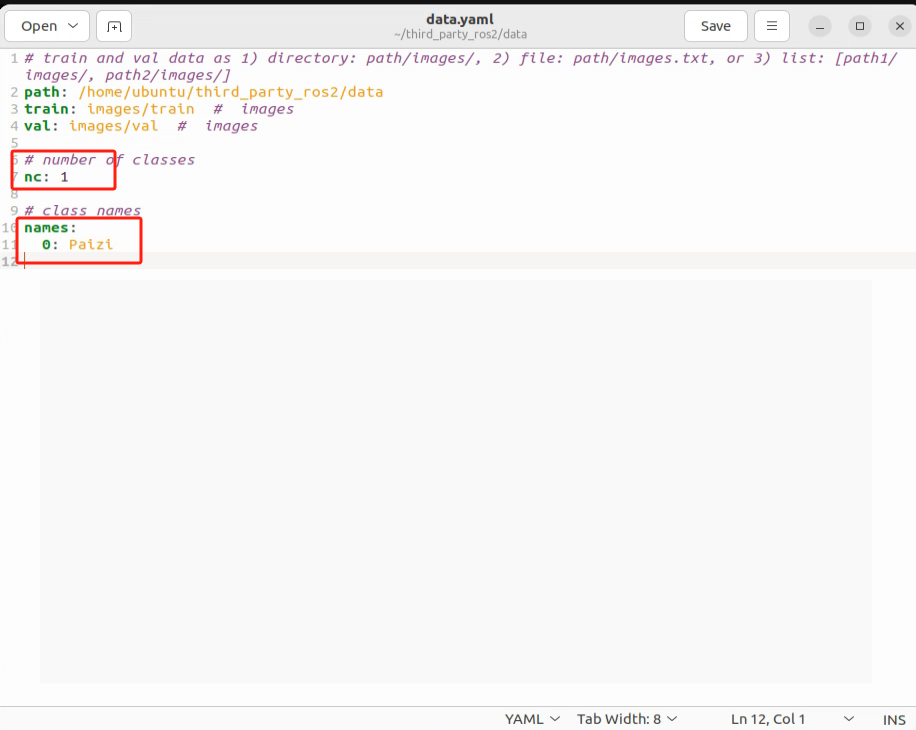 Open
data.yaml
~/third_party_ros2/data
Save
1 # train and val data as 1) directory: path/images/, 2) file: path/images.txt, or 3) list: [path1/
images/, path2/images/]
2 path: /home/ubuntu/third_party_ros2/data
3 train: images/train  #  images
4 val: images/val  #  images
5
6 # number of classes
7 nc: 1
8
9 # class names
10 names:
11   0: Paizi
12
YAML
Tab Width: 8
Ln 12, Col 1
INS